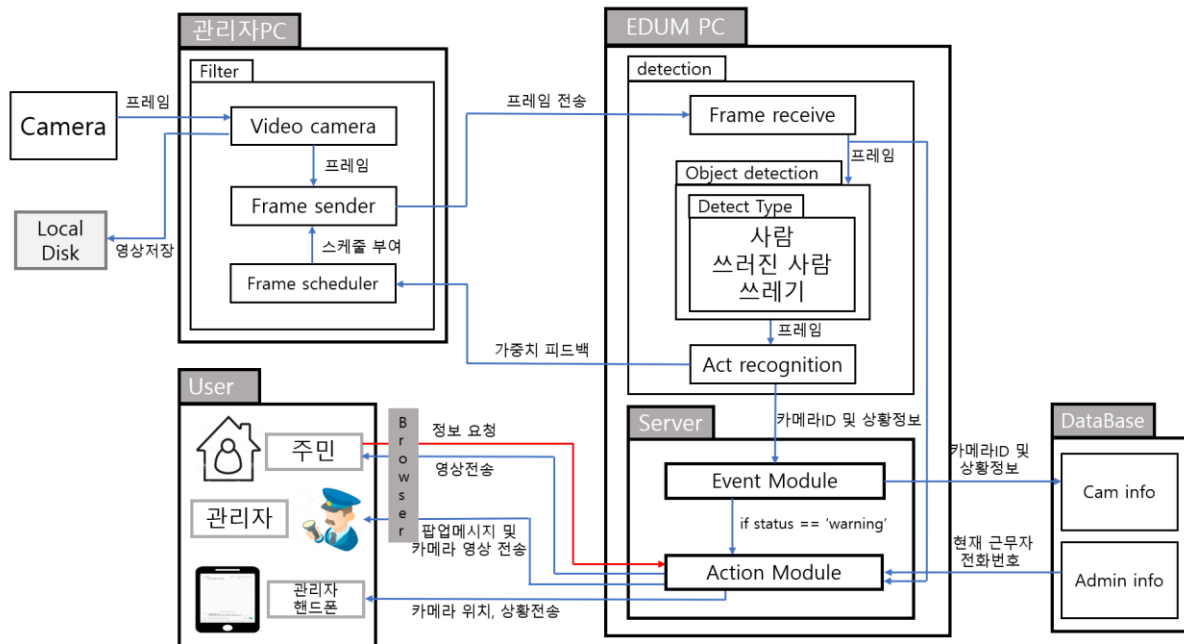 관리자PC
Filter
Camera
프레임
Video camera
프레임
Frame sender
스케줄 부여
Frame scheduler
Local
Disk
영상저장
프레임 전송
가중치 피드백
EDUM PC
detection
Frame receive
프레임
Object detection
Detect Type
사람
쓰러진 사람
쓰레기
프레임
Act recognition
카메라ID 및 상황정보
Server
Event Module
if status == 'warning'
Action Module
DataBase
카메라ID 및
상황정보
Cam info
현재 근무자
전화번호
Admin info
User
주민
관리자
관리자
핸드폰
Browser
정보 요청
영상전송
팝업메시지 및
카메라 영상 전송
카메라 위치, 상황전송